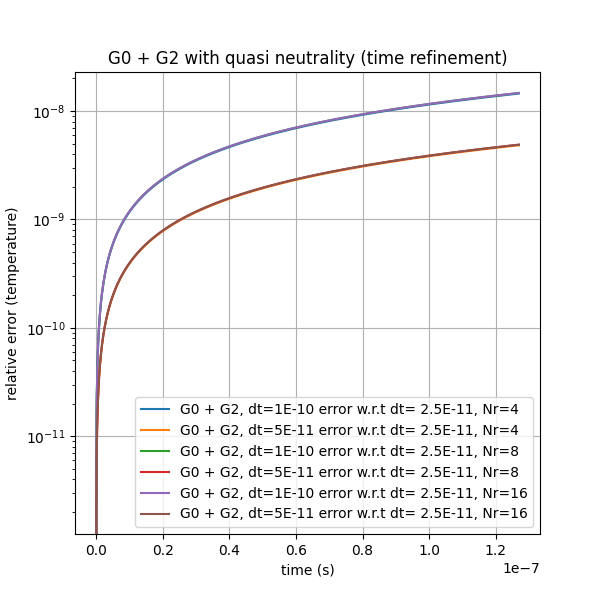 G0 + G2 with quasi neutrality (time refinement)
relative error (temperature)
10⁻⁸
10⁻⁹
10⁻¹⁰
10⁻¹¹
G0 + G2, dt=1E-10 error w.r.t dt= 2.5E-11, Nr=4
G0 + G2, dt=5E-11 error w.r.t dt= 2.5E-11, Nr=4
G0 + G2, dt=1E-10 error w.r.t dt= 2.5E-11, Nr=8
G0 + G2, dt=5E-11 error w.r.t dt= 2.5E-11, Nr=8
G0 + G2, dt=1E-10 error w.r.t dt= 2.5E-11, Nr=16
G0 + G2, dt=5E-11 error w.r.t dt= 2.5E-11, Nr=16
0.0 0.2 0.4 0.6 0.8 1.0 1.2
1e−7
time (s)